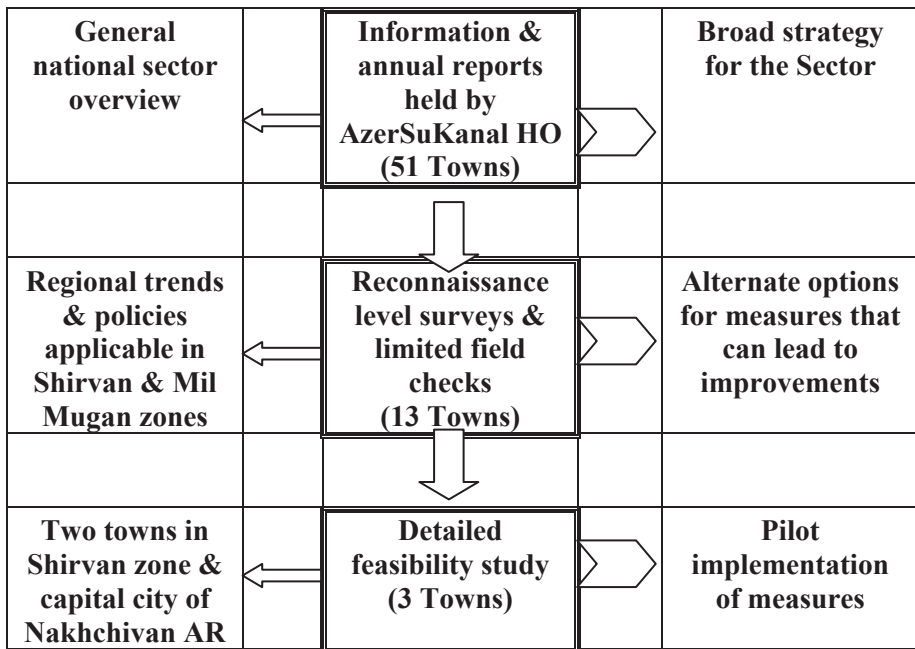 General
national sector
overview
Information &
annual reports
held by
AzerSuKanal HO
(51 Towns)
Broad strategy
for the Sector
Regional trends
& policies
applicable in
Shirvan & Mil
Mugan zones
Reconnaissance
level surveys &
limited field
checks
(13 Towns)
Alternate options
for measures that
can lead to
improvements
Two towns in
Shirvan zone &
capital city of
Nakhchivan AR
Detailed
feasibility study
(3 Towns)
Pilot
implementation
of measures